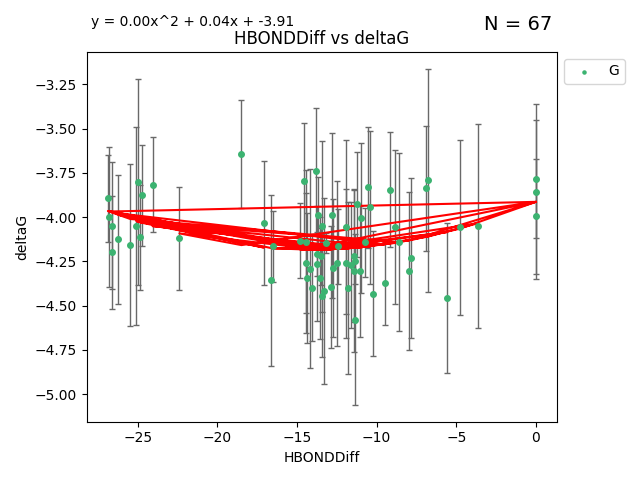 y = 0.00x^2 + 0.04x + -3.91
N = 67
HBONDDiff vs deltaG
G
−3.25
−3.50
−3.75
−4.00
−4.25
−4.50
−4.75
−5.00
deltaG
−25
−20
−15
−10
−5
0
HBONDDiff